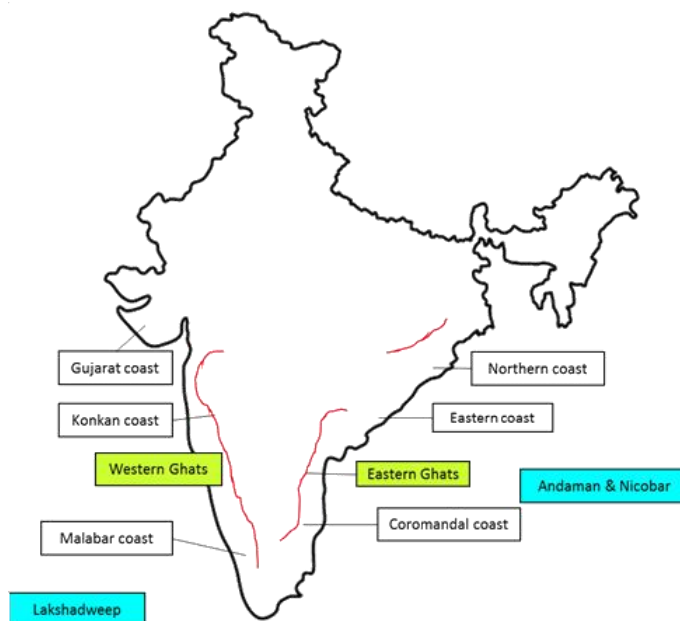 Gujarat coast
Northern coast
Konkan coast
Eastern coast
Western Ghats
Eastern Ghats
Andaman & Nicobar
Coromandal coast
Malabar coast
Lakshadweep